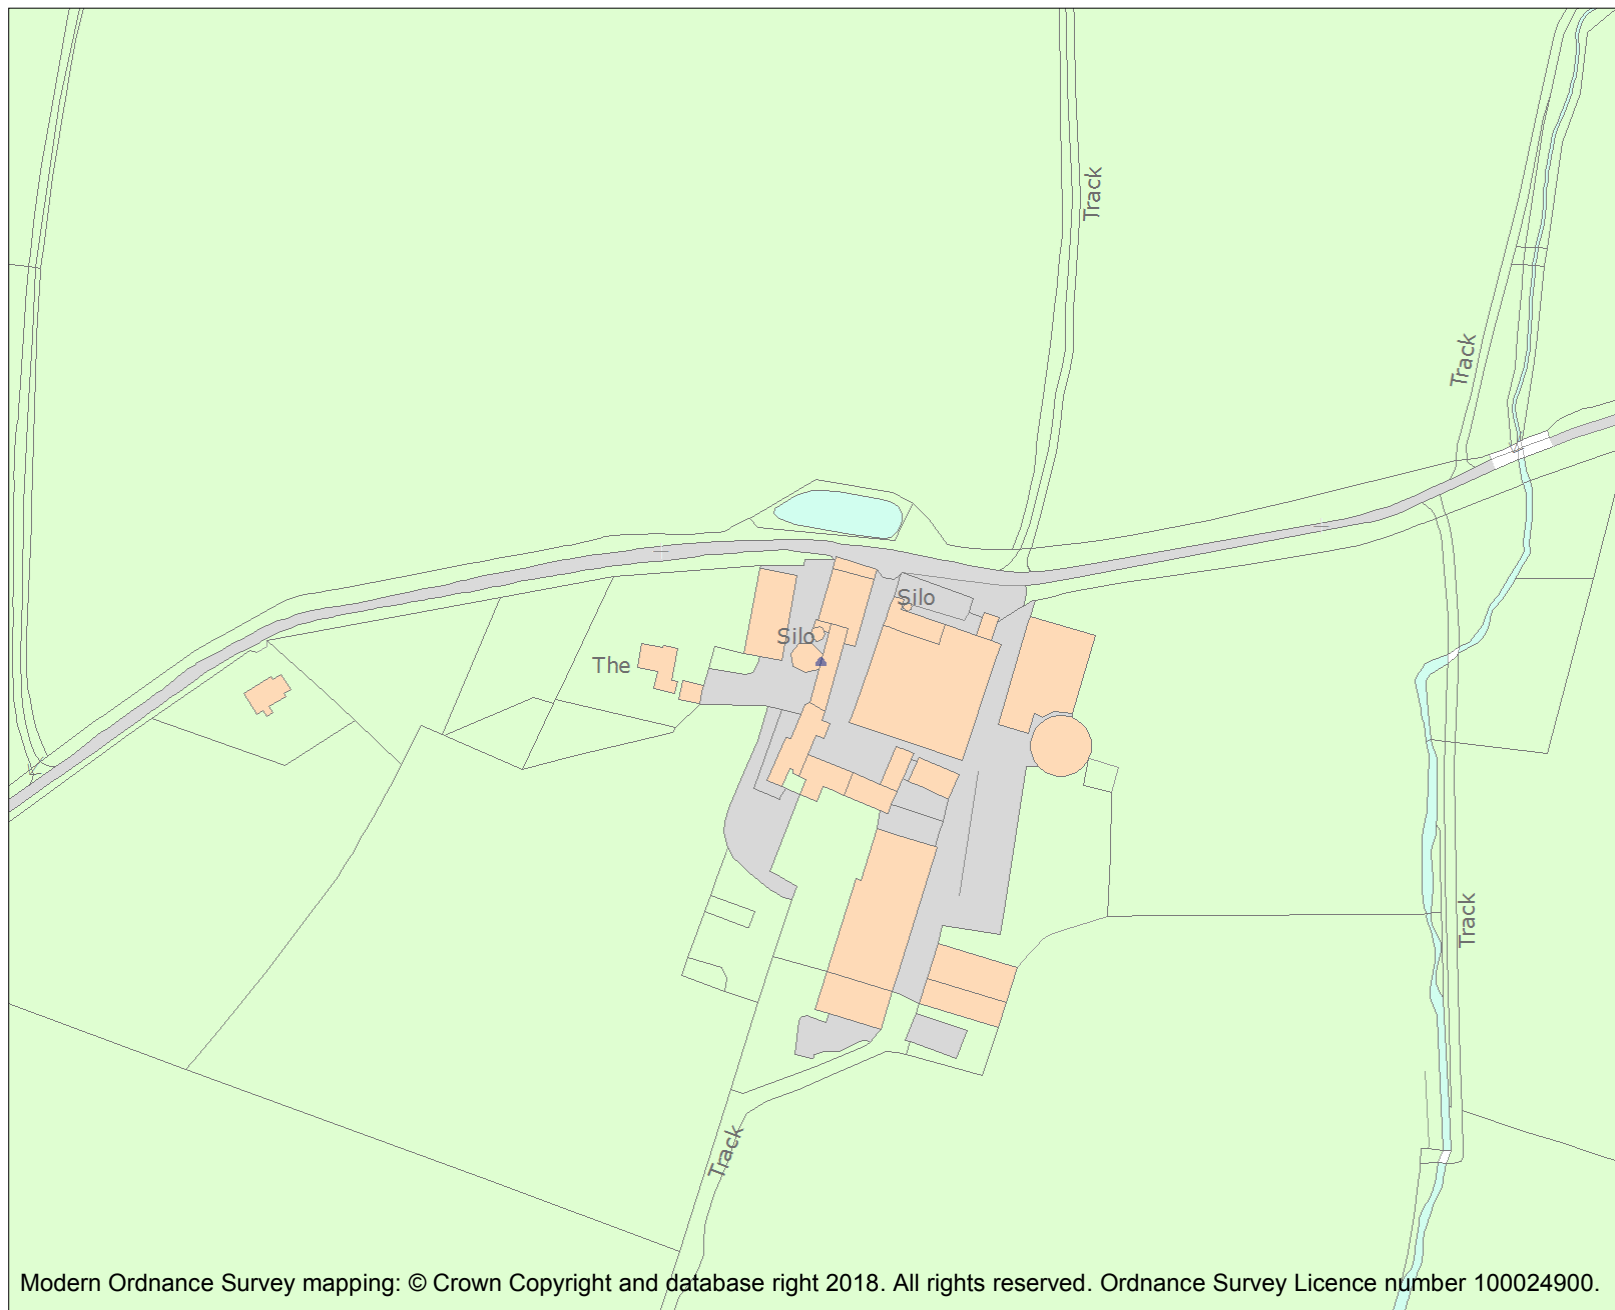 Track
Track
Silo
Silo
The
Track
Track
Modern Ordnance Survey mapping: © Crown Copyright and database right 2018. All rights reserved. Ordnance Survey Licence number 100024900.